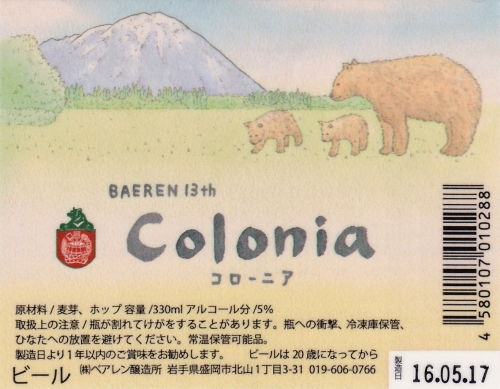 BAEREN 13th
Colonia
コローニア
原材料 / 麦芽、ホップ 容量 /330ml アルコール分 /5%
取扱上の注意 / 瓶が割れてけがをすることがあります。瓶への衝撃、冷凍庫保管、
ひなたへの放置を避けてください。常温保管可能品。
製造日より1年以内のご賞味をお勧めします。 ビールは20歳になってから
ビール ㈱ベアレン醸造所 岩手県盛岡市北山1丁目3-31 019-606-0766
製造日 16.05.17
4 580107 010288